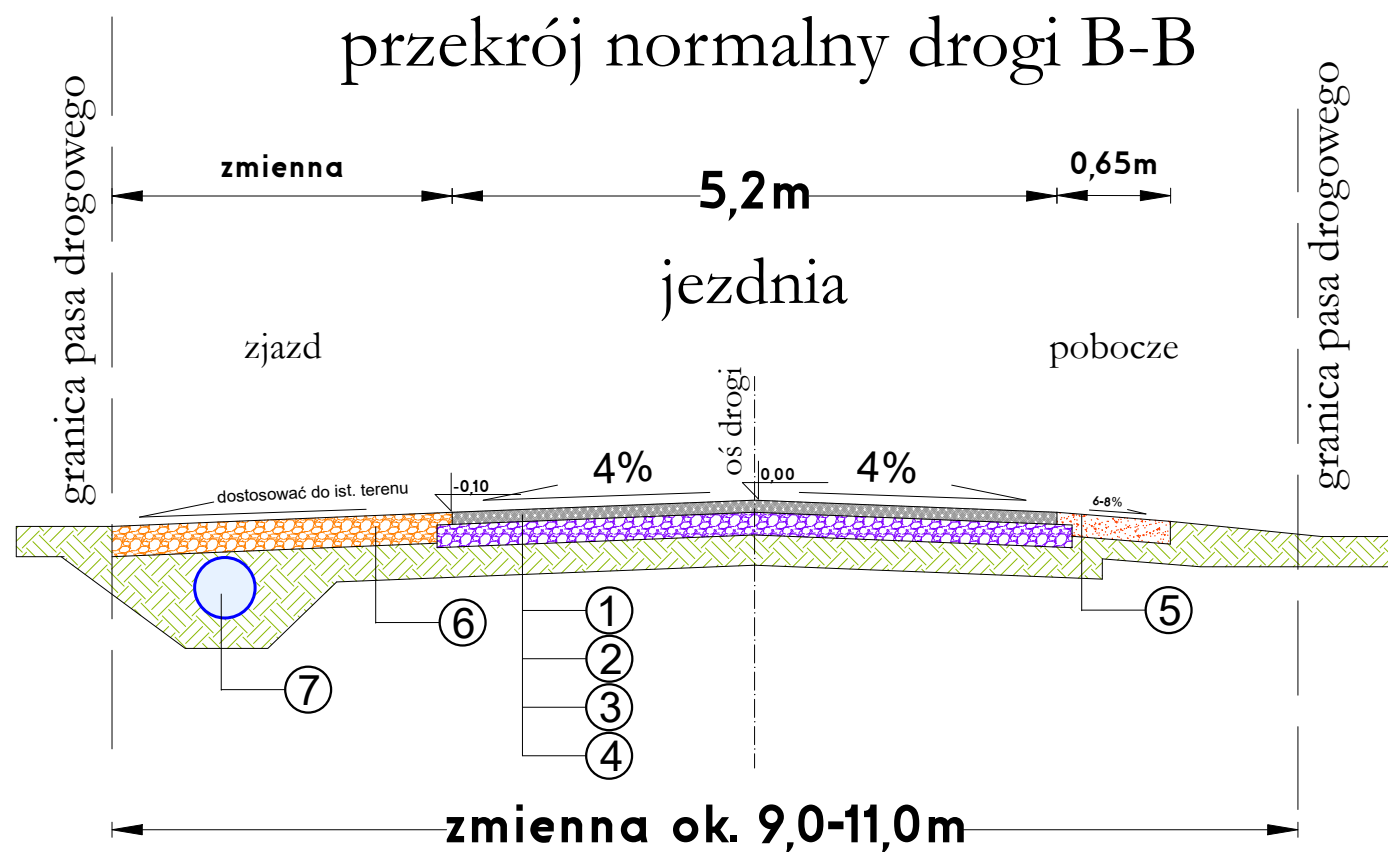 przekrój normalny drogi B-B
granica pasa drogowego
granica pasa drogowego
zmienna
5,2m
0,65m
jezdnia
zjazd
pobocze
oś drogi
4%
4%
0,00
-0,10
dostosować do ist. terenu
6-8%
1
2
3
4
5
6
7
zmienna ok. 9,0-11,0m